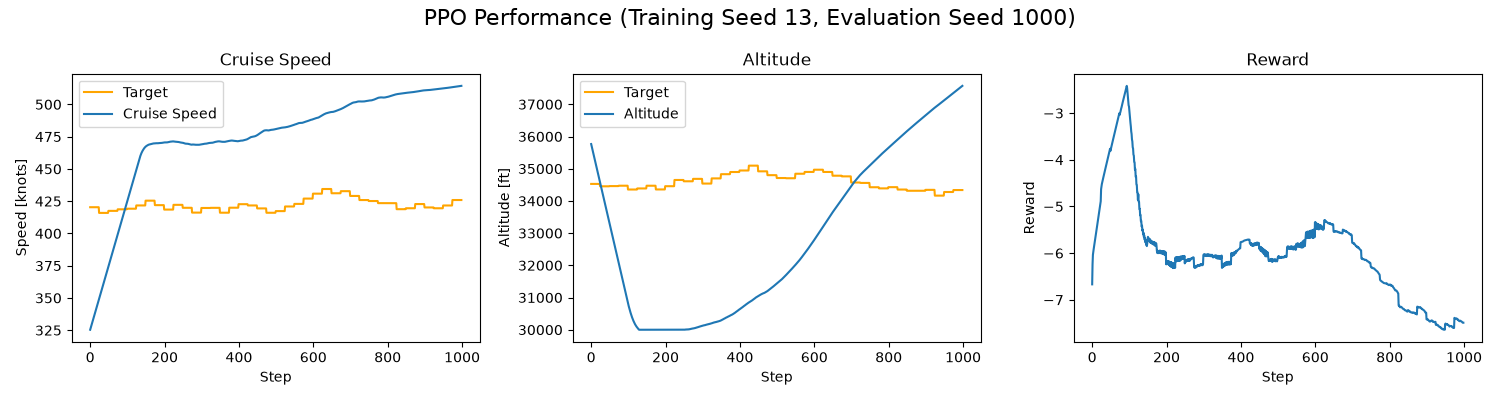 PPO Performance (Training Seed 13, Evaluation Seed 1000)
Cruise Speed
Speed [knots]
500
475
450
425
400
375
350
325
Target
Cruise Speed
0 200 400 600 800 1000
Step
Altitude
Altitude [ft]
37000
36000
35000
34000
33000
32000
31000
30000
Target
Altitude
0 200 400 600 800 1000
Step
Reward
Reward
−3
−4
−5
−6
−7
0 200 400 600 800 1000
Step